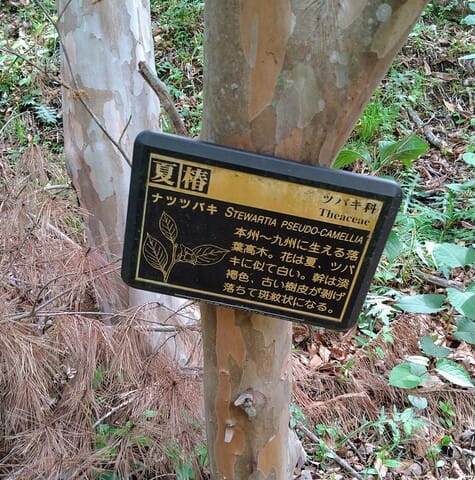 夏椿
ツバキ科
Theaceae
ナツツバキ STEWARTIA PSEUDO-CAMELLIA
本州〜九州に生える落
葉高木。花は夏、ツバ
キに似て白い。幹は淡
褐色、古い樹皮が剥げ
落ちて斑紋状になる。